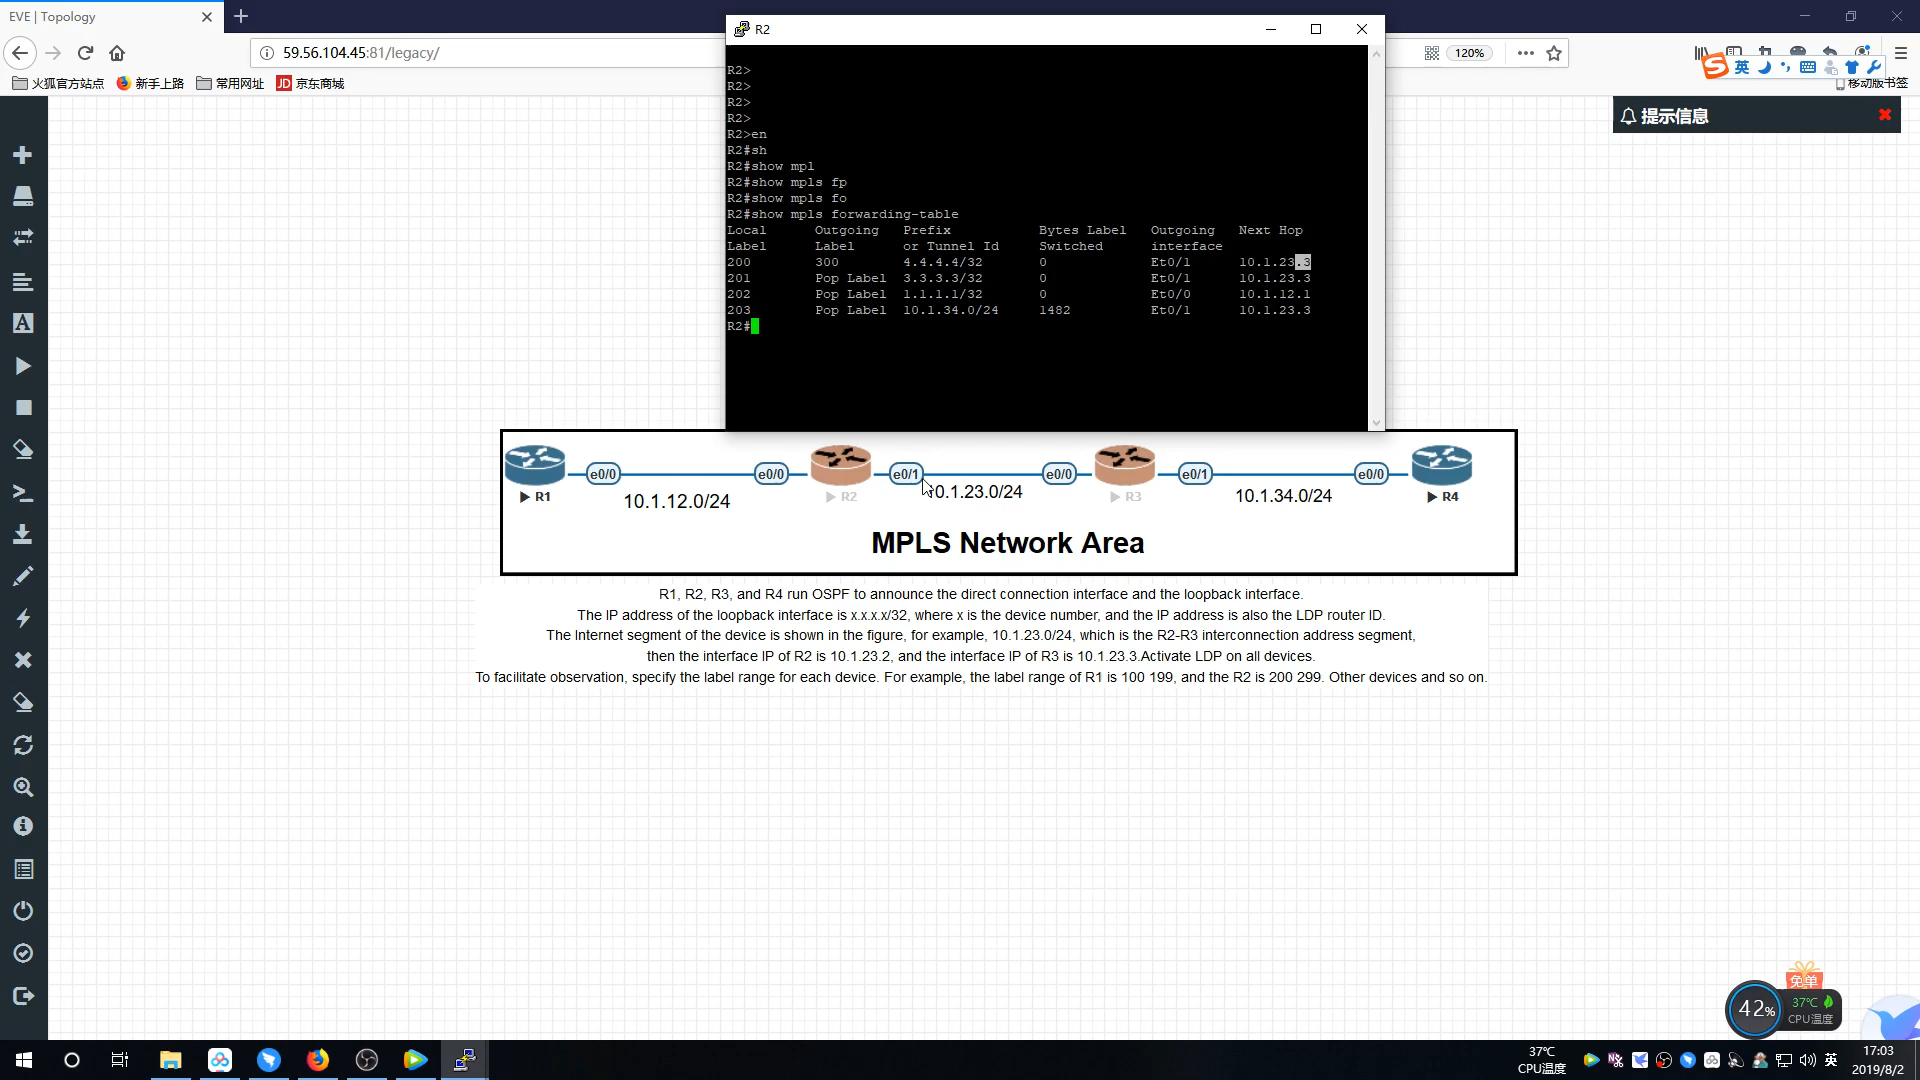 EVE | Topology
R2
59.56.104.45:81/legacy/
120%
英
火狐官方站点
新手上路
常用网址
JD 京东商城
移动版书签
提示信息
R2>
R2>
R2>
R2>
R2>en
R2#sh
R2#show mpl
R2#show mpls fp
R2#show mpls fo
R2#show mpls forwarding-table
Local Outgoing Prefix Bytes Label Outgoing Next Hop
Label Label or Tunnel Id Switched interface
200 300 4.4.4.4/32 0 Et0/1 10.1.23.3
201 Pop Label 3.3.3.3/32 0 Et0/1 10.1.23.3
202 Pop Label 1.1.1.1/32 0 Et0/0 10.1.12.1
203 Pop Label 10.1.34.0/24 1482 Et0/1 10.1.23.3
R2#
e0/0 e0/0 e0/1 e0/0 e0/1 e0/0
R1 10.1.12.0/24 R2 10.1.23.0/24 R3 10.1.34.0/24 R4
MPLS Network Area
R1, R2, R3, and R4 run OSPF to announce the direct connection interface and the loopback interface.
The IP address of the loopback interface is x.x.x.x/32, where x is the device number, and the IP address is also the LDP router ID.
The Internet segment of the device is shown in the figure, for example, 10.1.23.0/24, which is the R2-R3 interconnection address segment,
then the interface IP of R2 is 10.1.23.2, and the interface IP of R3 is 10.1.23.3.Activate LDP on all devices.
To facilitate observation, specify the label range for each device. For example, the label range of R1 is 100 199, and the R2 is 200 299. Other devices and so on.
免单
42%
37℃
CPU温度
37℃
CPU温度
英
17:03
2019/8/2